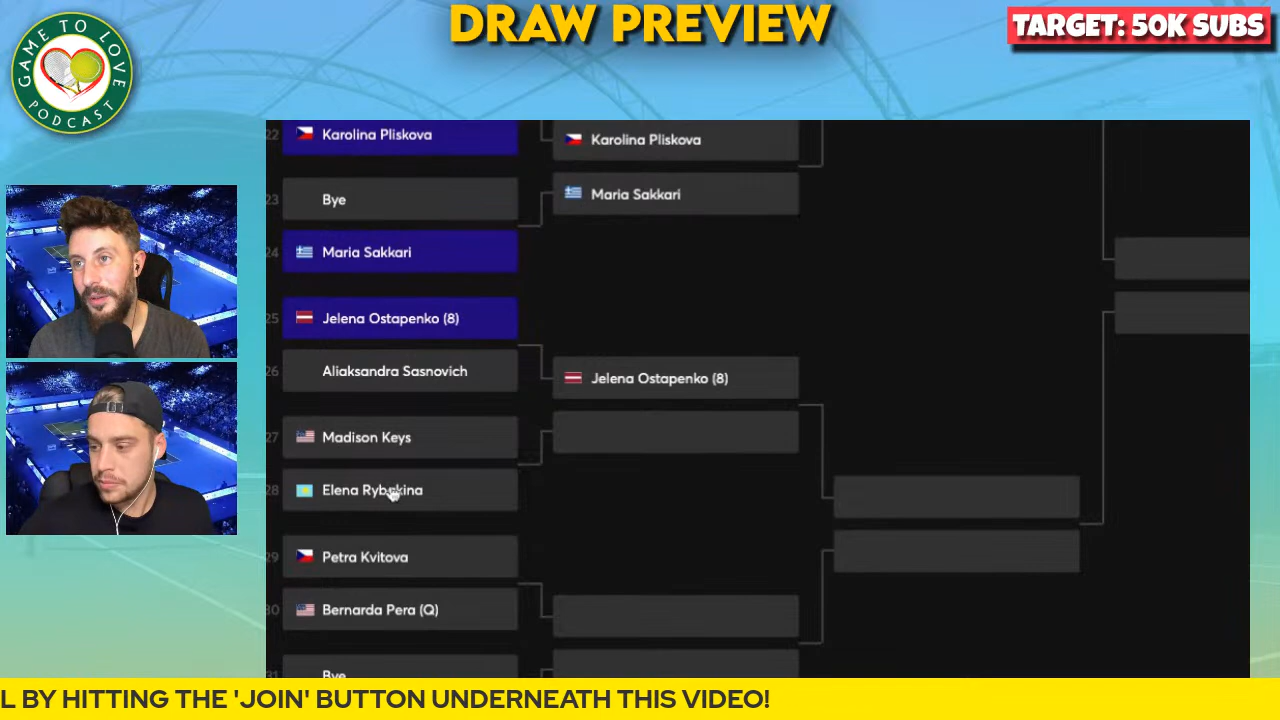 DRAW PREVIEW
TARGET: 50K SUBS
GAME TO LOVE
PODCAST
22 Karolina Pliskova
Karolina Pliskova
23 Bye
Maria Sakkari
24 Maria Sakkari
25 Jelena Ostapenko (8)
26 Aliaksandra Sasnovich
Jelena Ostapenko (8)
27 Madison Keys
28 Elena Rybakina
29 Petra Kvitova
30 Bernarda Pera (Q)
31 Bye
L BY HITTING THE 'JOIN' BUTTON UNDERNEATH THIS VIDEO!